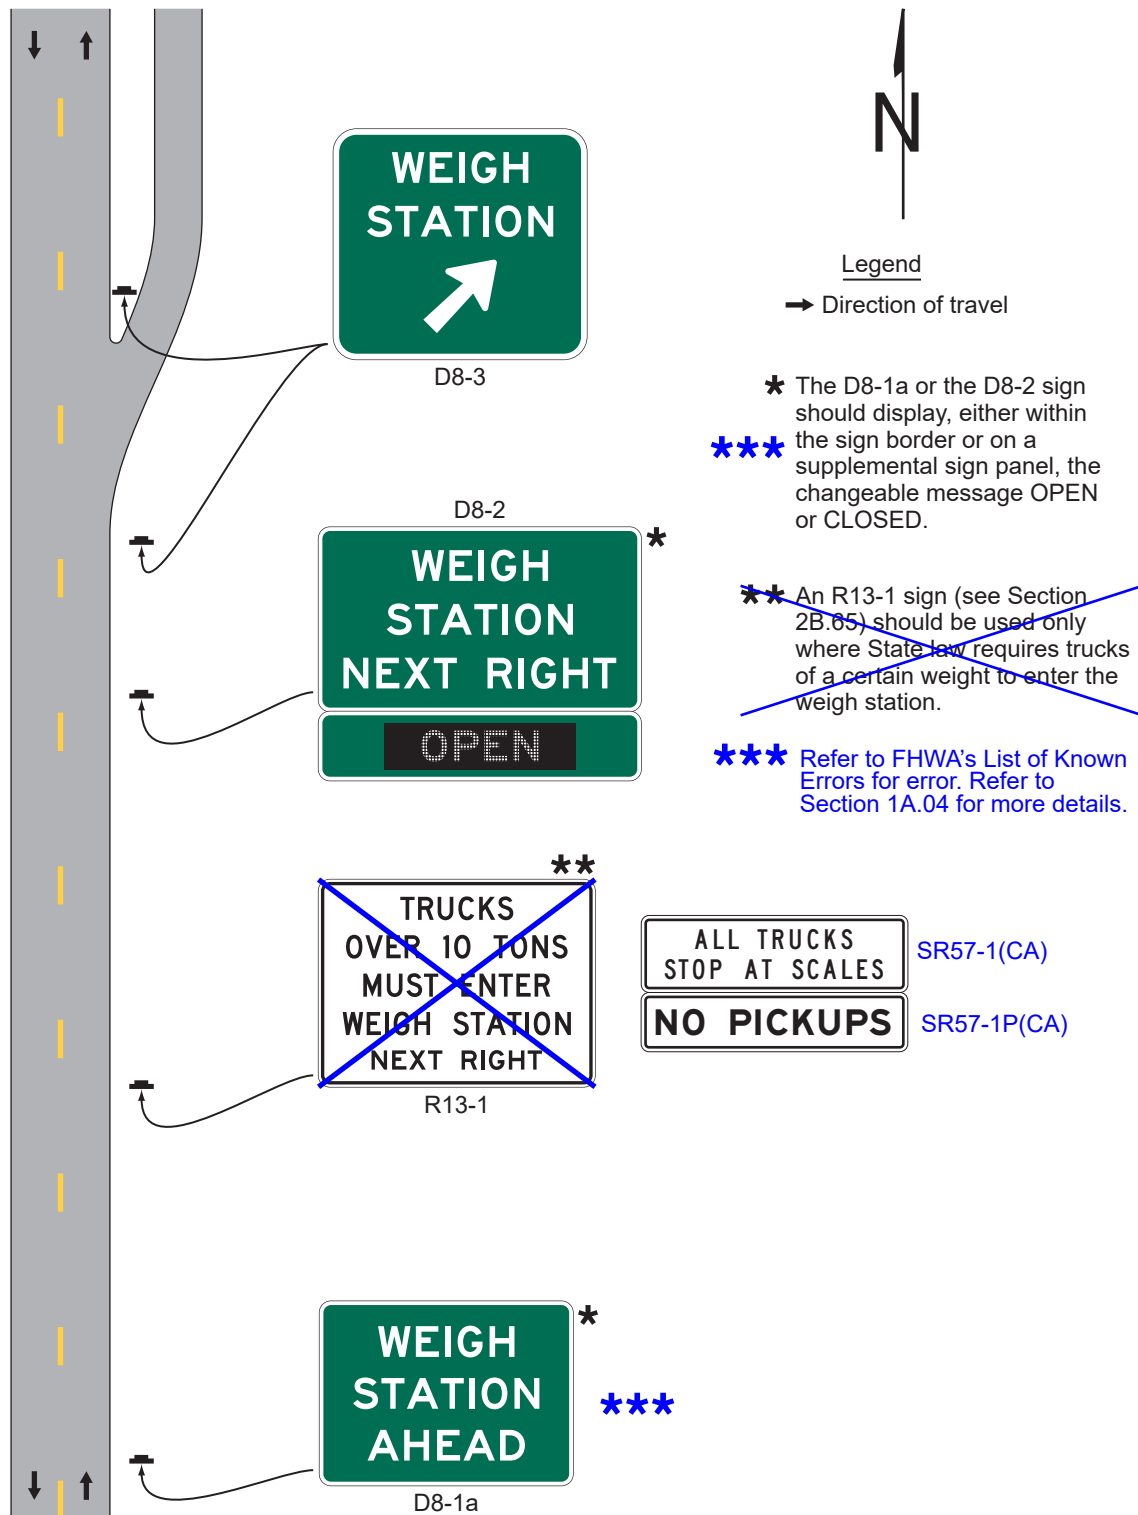 N
WEIGH
STATION
D8-3
Legend
Direction of travel
* The D8-1a or the D8-2 sign
should display, either within
*** the sign border or on a
supplemental sign panel, the
changeable message OPEN
or CLOSED.
D8-2
*
WEIGH
STATION
NEXT RIGHT
OPEN
** An R13-1 sign (see Section
2B.65) should be used only
where State law requires trucks
of a certain weight to enter the
weigh station.
*** Refer to FHWA's List of Known
Errors for error. Refer to
Section 1A.04 for more details.
**
TRUCKS
OVER 10 TONS
MUST ENTER
WEIGH STATION
NEXT RIGHT
R13-1
ALL TRUCKS
STOP AT SCALES
SR57-1(CA)
NO PICKUPS
SR57-1P(CA)
*
WEIGH
STATION
AHEAD
***
D8-1a